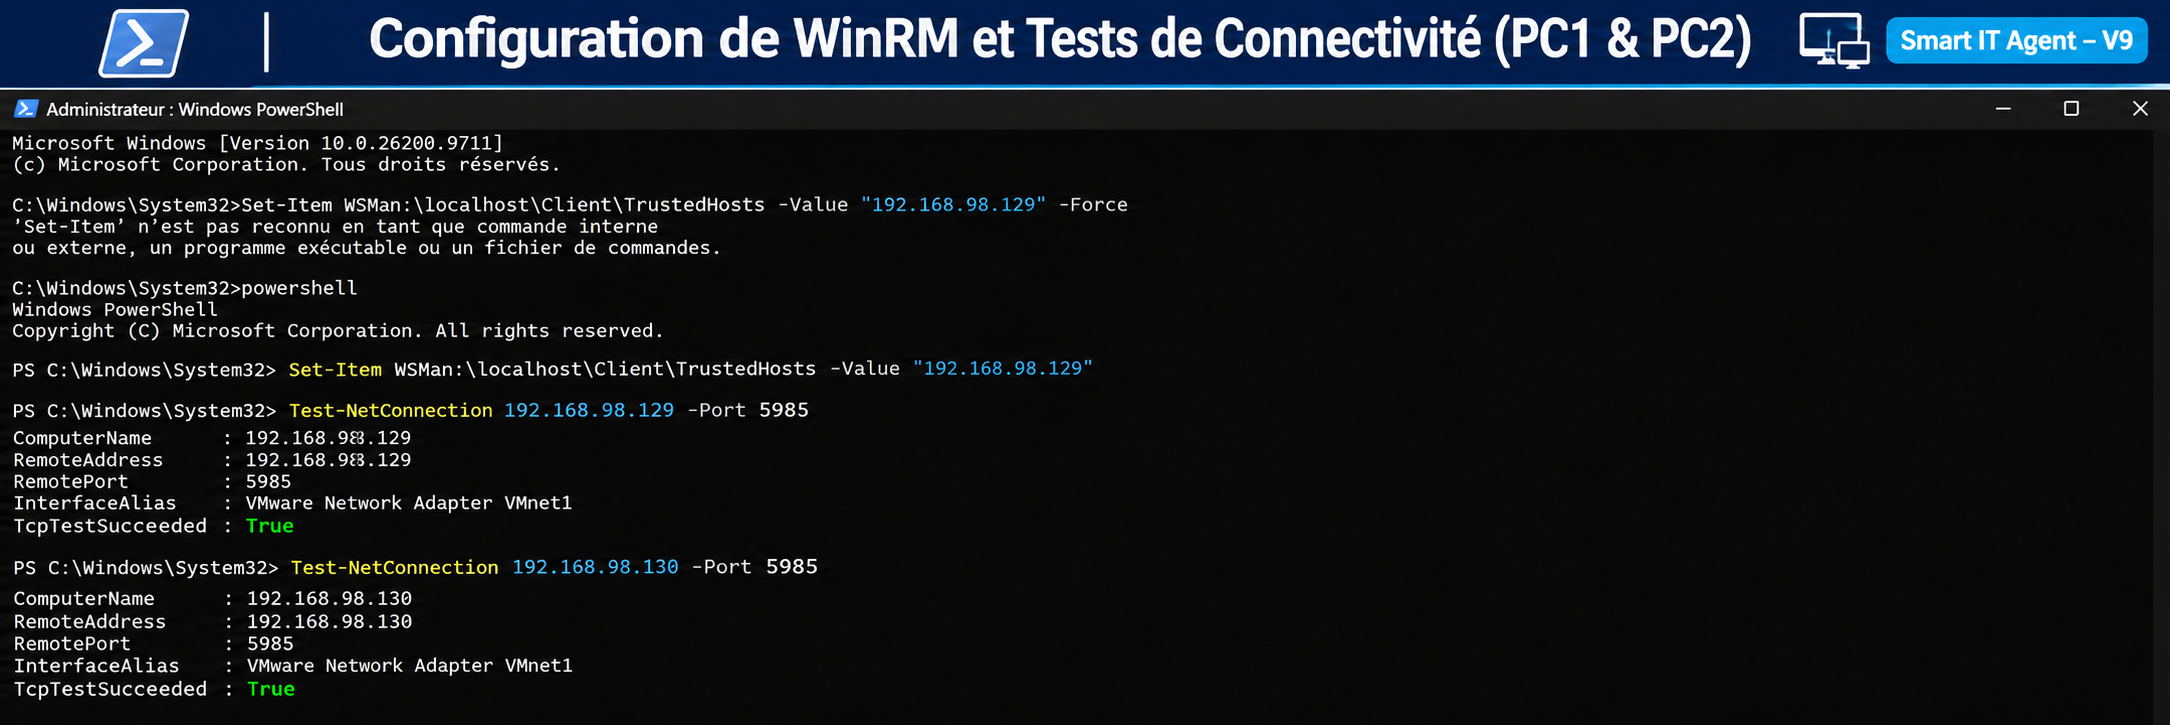 Configuration de WinRM et Tests de Connectivité (PC1 & PC2)
Smart IT Agent – V9
Administrateur : Windows PowerShell
Microsoft Windows [Version 10.0.26200.9711]
(c) Microsoft Corporation. Tous droits réservés.
C:\Windows\System32>Set-Item WSMan:\localhost\Client\TrustedHosts -Value "192.168.98.129" -Force
’Set-Item’ n’est pas reconnu en tant que commande interne
ou externe, un programme exécutable ou un fichier de commandes.
C:\Windows\System32>powershell
Windows PowerShell
Copyright (C) Microsoft Corporation. All rights reserved.
PS C:\Windows\System32> Set-Item WSMan:\localhost\Client\TrustedHosts -Value "192.168.98.129"
PS C:\Windows\System32> Test-NetConnection 192.168.98.129 -Port 5985
ComputerName : 192.168.98.129
RemoteAddress : 192.168.98.129
RemotePort : 5985
InterfaceAlias : VMware Network Adapter VMnet1
TcpTestSucceeded : True
PS C:\Windows\System32> Test-NetConnection 192.168.98.130 -Port 5985
ComputerName : 192.168.98.130
RemoteAddress : 192.168.98.130
RemotePort : 5985
InterfaceAlias : VMware Network Adapter VMnet1
TcpTestSucceeded : True